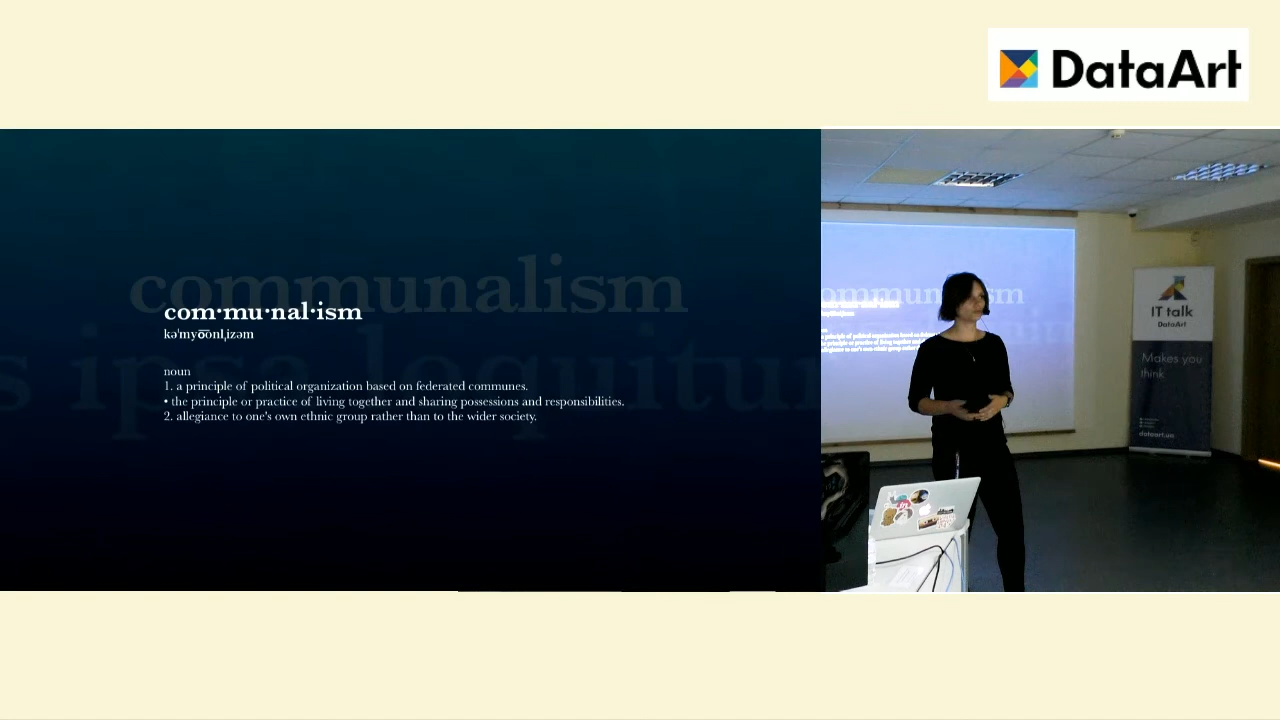 DataArt
communalism
s ipsa loquitur
com·mu·nal·ism
kəˈmyo͞onlˌizəm
noun
1. a principle of political organization based on federated communes.
• the principle or practice of living together and sharing possessions and responsibilities.
2. allegiance to one's own ethnic group rather than to the wider society.
ommunalism
IT talk
DataArt
Makes you
think
dataart.ua